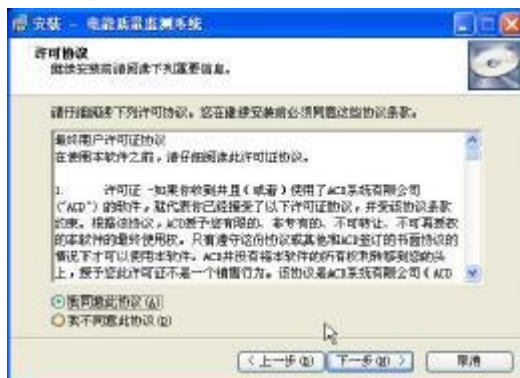 安装 - 电能质量监测系统
许可协议
继续安装前请阅读下列重要信息。
请仔细阅读下列许可协议。您在继续安装前必须同意这些协议条款。
最终用户许可证协议
在使用本软件之前，请仔细阅读此许可证协议。
1. 许可证 -如果你收到并且（或者）使用了ACD系统有限公司
（"ACD"）的软件，就代表你已经接受了以下许可证协议，并受该协议条款
约束。根据该协议，ACD授予您有限的、非专有的、不可转让、不可再授权
的本软件的最终使用权。只有遵守这份协议或其他和ACD签订的书面协议的
情况下才可以使用本软件。ACD并没有将本软件的所有权利转移到您的头
上，授予您此许可证不是一个销售行为。该协议是ACD系统有限公司（ACD
我同意此协议(A)
我不同意此协议(D)
< 上一步(B)
下一步(N) >
取消